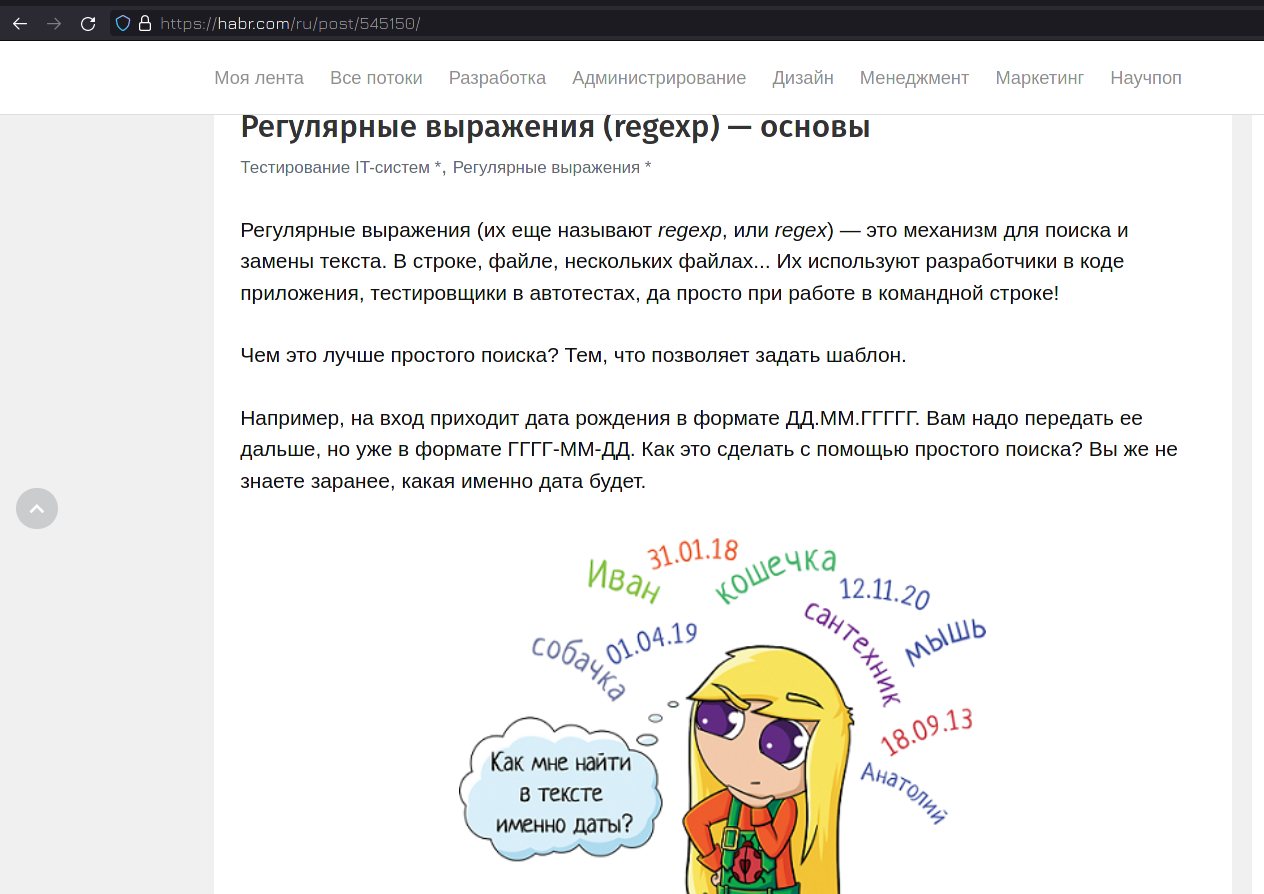 https://habr.com/ru/post/545150/
Моя лента Все потоки Разработка Администрирование Дизайн Менеджмент Маркетинг Научпоп
Регулярные выражения (regexp) — основы
Тестирование IT-систем *, Регулярные выражения *
Регулярные выражения (их еще называют regexp, или regex) — это механизм для поиска и
замены текста. В строке, файле, нескольких файлах... Их используют разработчики в коде
приложения, тестировщики в автотестах, да просто при работе в командной строке!
Чем это лучше простого поиска? Тем, что позволяет задать шаблон.
Например, на вход приходит дата рождения в формате ДД.ММ.ГГГГГ. Вам надо передать ее
дальше, но уже в формате ГГГГ-ММ-ДД. Как это сделать с помощью простого поиска? Вы же не
знаете заранее, какая именно дата будет.
31.01.18
Иван
кошечка
12.11.20
собачка
01.04.19
сантехник
мышь
18.09.13
Анатолий
Как мне найти
в тексте
именно даты?